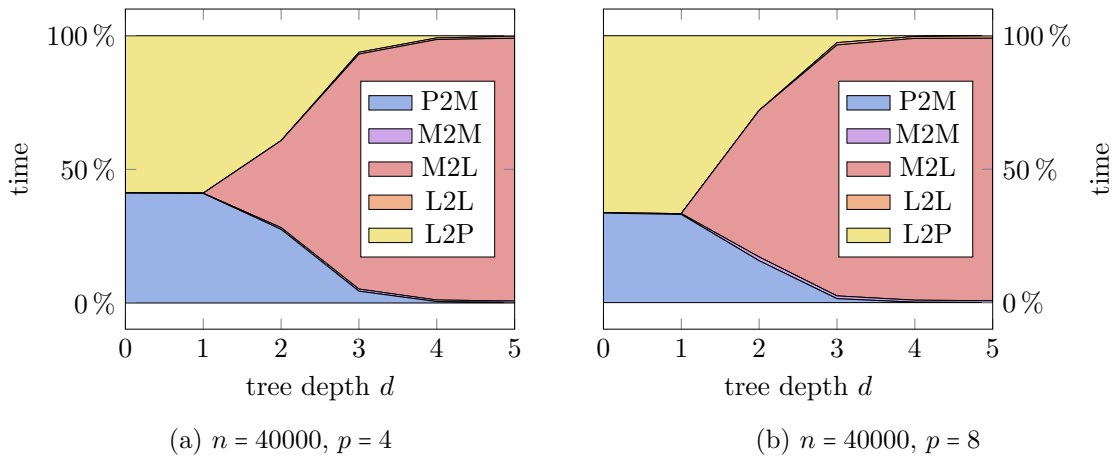 100 %
50 %
0 %
time
0 1 2 3 4 5
tree depth d
P2M
M2M
M2L
L2L
L2P
(a) n = 40000, p = 4
100 %
50 %
0 %
time
0 1 2 3 4 5
tree depth d
P2M
M2M
M2L
L2L
L2P
(b) n = 40000, p = 8